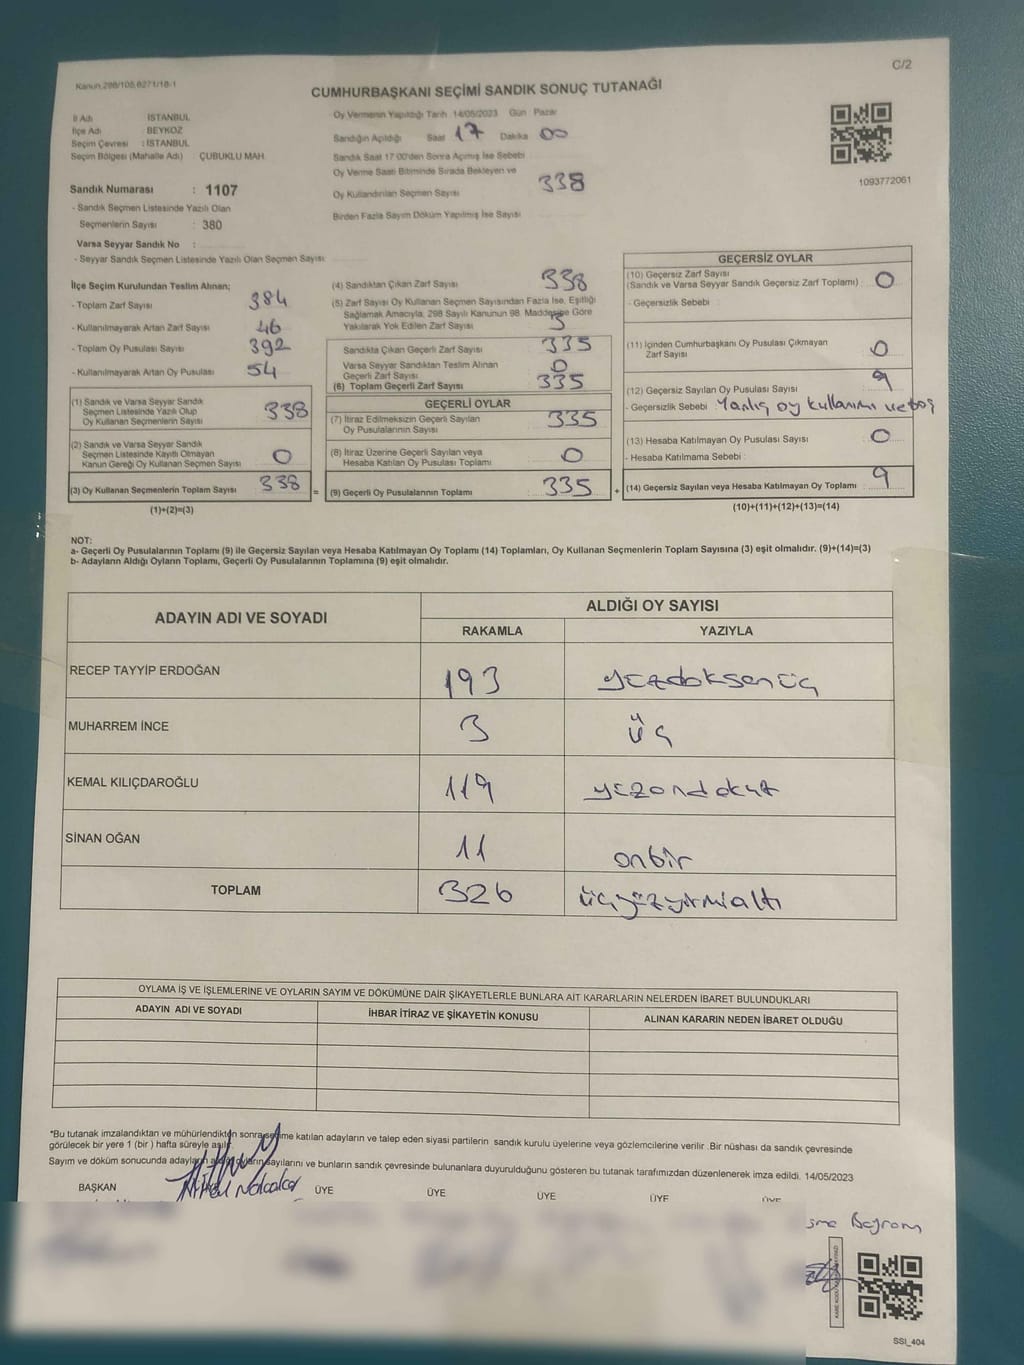 C/2
Kanun:298/105,6271/18-1
CUMHURBAŞKANI SEÇİMİ SANDIK SONUÇ TUTANAĞI
İl Adı İSTANBUL
İlçe Adı BEYKOZ
Seçim Çevresi : İSTANBUL
Seçim Bölgesi (Mahalle Adı) ÇUBUKLU MAH.
Sandık Numarası : 1107
- Sandık Seçmen Listesinde Yazılı Olan
Seçmenlerin Sayısı : 380
Varsa Seyyar Sandık No :
- Seyyar Sandık Seçmen Listesinde Yazılı Olan Seçmen Sayısı :
Oy Vermenin Yapıldığı Tarih 14/05/2023 Gün Pazar
Sandığın Açıldığı Saat 17 Dakika 00
Sandık Saat 17:00'den Sonra Açımış İse Sebebi
Oy Verme Saati Bitiminde Sırada Bekleyen ve
Oy Kullandırılan Seçmen Sayısı 338
Birden Fazla Sayım Döküm Yapılmış İse Sayısı
1093772061
İlçe Seçim Kurulundan Teslim Alınan;
- Toplam Zarf Sayısı 384
- Kullanılmayarak Artan Zarf Sayısı 46
- Toplam Oy Pusulası Sayısı 392
- Kullanılmayarak Artan Oy Pusulası 54
(1) Sandık ve Varsa Seyyar Sandık
Seçmen Listesinde Yazılı Olup
Oy Kullanan Seçmenlerin Sayısı 338
(2) Sandık ve Varsa Seyyar Sandık
Seçmen Listesinde Kayıtlı Olmayan
Kanun Gereği Oy Kullanan Seçmen Sayısı 0
(3) Oy Kullanan Seçmenlerin Toplam Sayısı 338 =
(1)+(2)=(3)
(4) Sandıktan Çıkan Zarf Sayısı 338
(5) Zarf Sayısı Oy Kullanan Seçmen Sayısından Fazla İse, Eşitliği
Sağlamak Amacıyla, 298 Sayılı Kanunun 98. Maddesine Göre
Yakılarak Yok Edilen Zarf Sayısı 3
Sandıkta Çıkan Geçerli Zarf Sayısı 335
Varsa Seyyar Sandıktan Teslim Alınan
Geçerli Zarf Sayısı 0
(6) Toplam Geçerli Zarf Sayısı 335
GEÇERLİ OYLAR
(7) İtiraz Edilmeksizin Geçerli Sayılan
Oy Pusulalarının Sayısı 335
(8) İtiraz Üzerine Geçerli Sayılan veya
Hesaba Katılan Oy Pusulası Toplamı 0
(9) Geçerli Oy Pusulalarının Toplamı 335 +
GEÇERSİZ OYLAR
(10) Geçersiz Zarf Sayısı
(Sandık ve Varsa Seyyar Sandık Geçersiz Zarf Toplamı) : 0
- Geçersizlik Sebebi :
(11) İçinden Cumhurbaşkanı Oy Pusulası Çıkmayan
Zarf Sayısı 0
(12) Geçersiz Sayılan Oy Pusulası Sayısı 9
- Geçersizlik Sebebi : Yanlış oy kullanımı ve boş
(13) Hesaba Katılmayan Oy Pusulası Sayısı 0
- Hesaba Katılmama Sebebi :
(14) Geçersiz Sayılan veya Hesaba Katılmayan Oy Toplamı 9
(10)+(11)+(12)+(13)=(14)
NOT:
a- Geçerli Oy Pusulalarının Toplamı (9) ile Geçersiz Sayılan veya Hesaba Katılmayan Oy Toplamı (14) Toplamları, Oy Kullanan Seçmenlerin Toplam Sayısına (3) eşit olmalıdır. (9)+(14)=(3)
b- Adayların Aldığı Oyların Toplamı, Geçerli Oy Pusulalarının Toplamına (9) eşit olmalıdır.
ADAYIN ADI VE SOYADI
ALDIĞI OY SAYISI
RAKAMLA YAZIYLA
RECEP TAYYİP ERDOĞAN 193 yüzdoksanüç
MUHARREM İNCE 3 üç
KEMAL KILIÇDAROĞLU 119 yüzondokuz
SİNAN OĞAN 11 onbir
TOPLAM 326 üçyüzyirmialtı
OYLAMA İŞ VE İŞLEMLERİNE VE OYLARIN SAYIM VE DÖKÜMÜNE DAİR ŞİKAYETLERLE BUNLARA AİT KARARLARIN NELERDEN İBARET BULUNDUKLARI
ADAYIN ADI VE SOYADI İHBAR İTİRAZ VE ŞİKAYETİN KONUSU ALINAN KARARIN NEDEN İBARET OLDUĞU
*Bu tutanak imzalandıktan ve mühürlendikten sonra seçime katılan adayların ve talep eden siyasi partilerin sandık kurulu üyelerine veya gözlemcilerine verilir. Bir nüshası da sandık çevresinde
görülecek bir yere 1 (bir) hafta süreyle asılır.
Sayım ve döküm sonucunda adayların aldığı oyların sayılarını ve bunların sandık çevresinde bulunanlara duyurulduğunu gösteren bu tutanak tarafımızdan düzenlenerek imza edildi. 14/05/2023
BAŞKAN ÜYE ÜYE ÜYE ÜYE ÜYE
Bayram
SSI_404